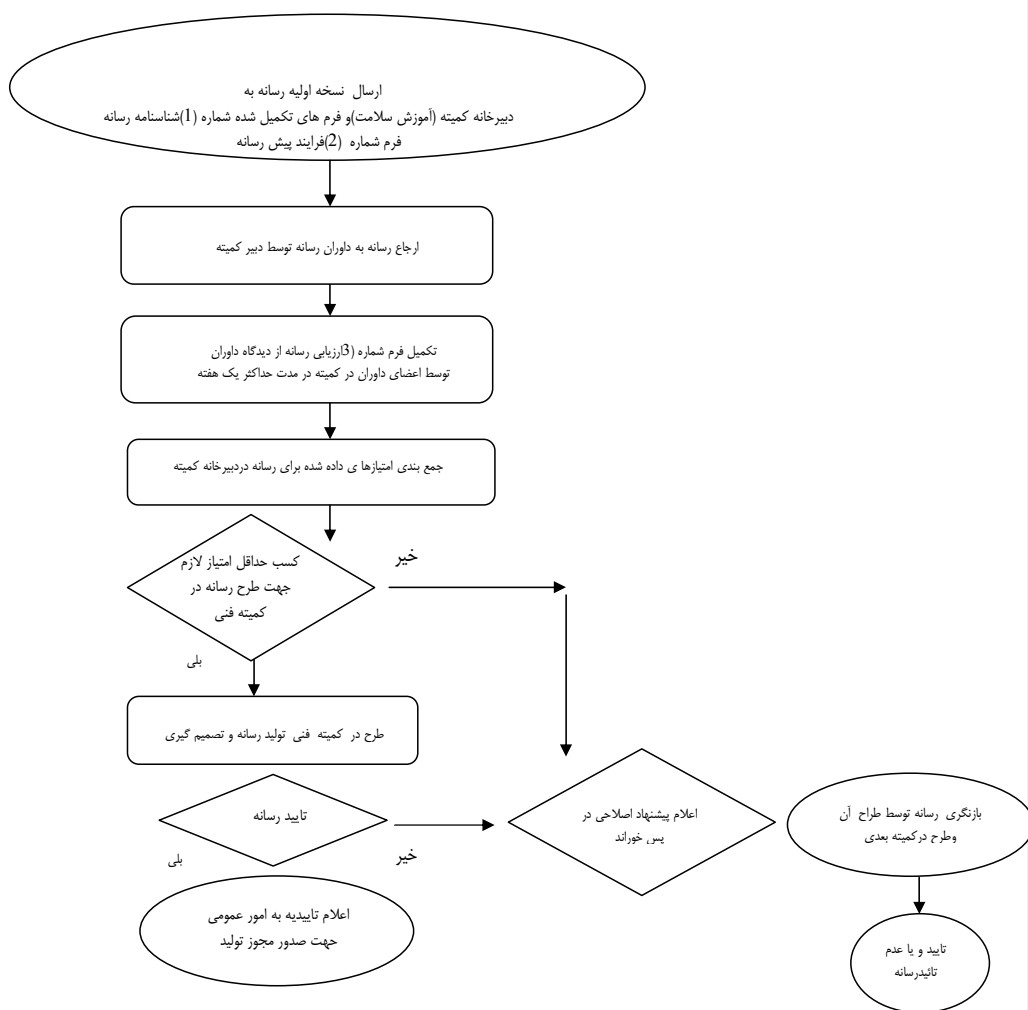 ارسال نسخه اولیه رسانه به
دبیرخانه کمیته (آموزش سلامت)و فرم های تکمیل شده شماره (1)شناسنامه رسانه
فرم شماره (2)فرایند پیش رسانه
ارجاع رسانه به داوران رسانه توسط دبیر کمیته
تکمیل فرم شماره (3ارزیابی رسانه از دیدگاه داوران
توسط اعضای داوران در کمیته در مدت حداکثر یک هفته
جمع بندی امتیازها ی داده شده برای رسانه دردبیرخانه کمیته
کسب حداقل امتیاز لازم
جهت طرح رسانه در
کمیته فنی
خیر
بلی
طرح در کمیته فنی تولید رسانه و تصمیم گیری
تایید رسانه
خیر
بلی
اعلام تاییدیه به امور عمومی
جهت صدور مجوز تولید
اعلام پیشنهاد اصلاحی در
پس خوراند
بازنگری رسانه توسط طراح آن
وطرح درکمیته بعدی
تایید و یا عدم
تائیدرسانه